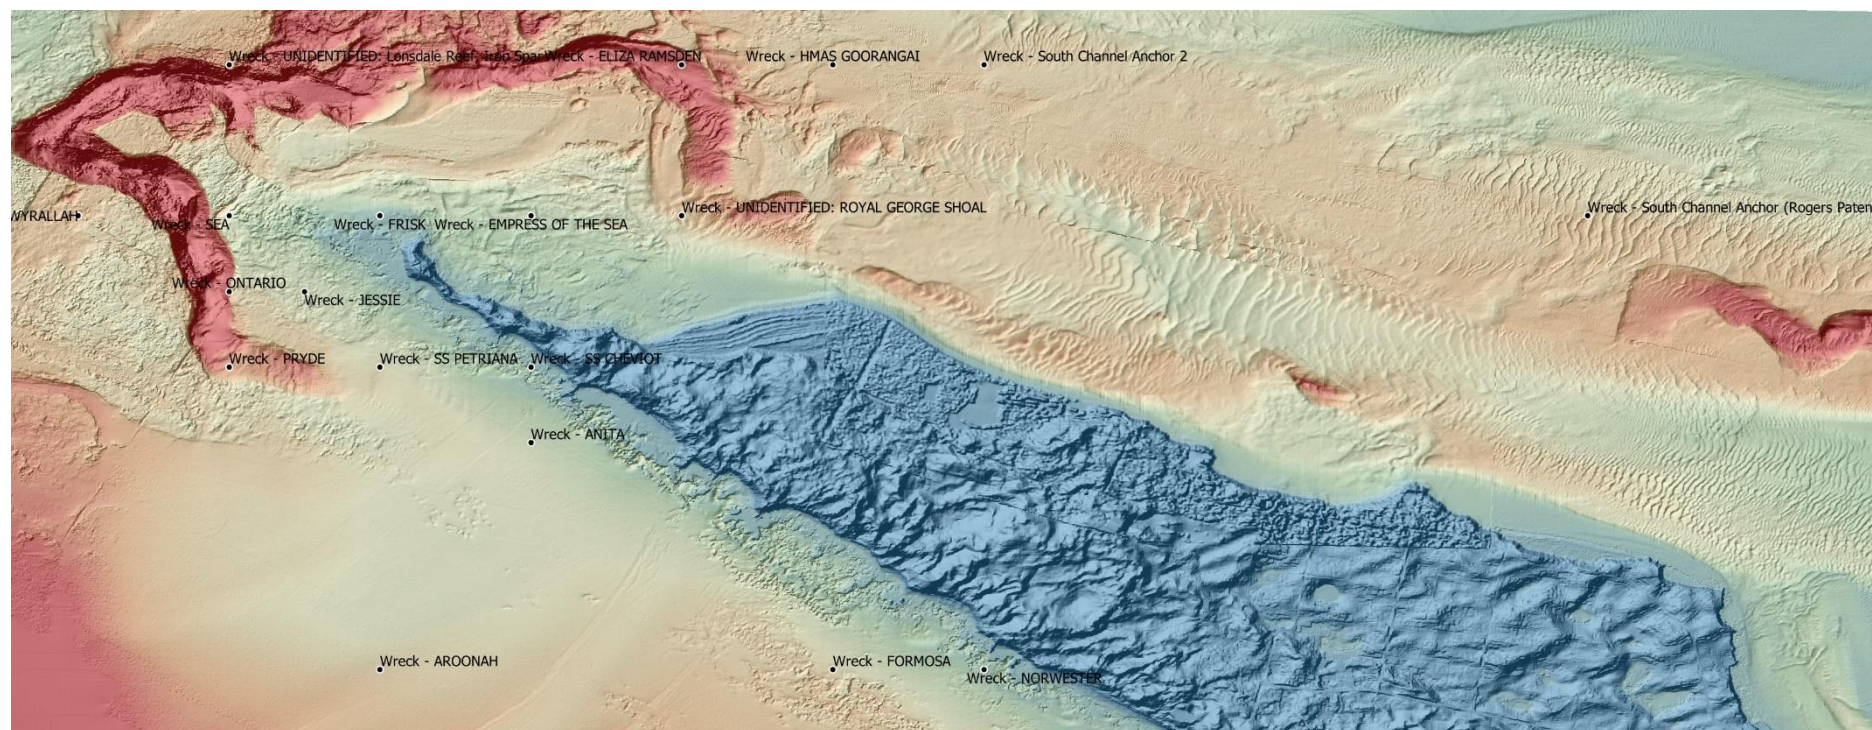 Wreck - UNIDENTIFIED: Lonsdale Reef, Iron Spar
Wreck - ELIZA RAMSDEN
Wreck - HMAS GOORANGAI
Wreck - South Channel Anchor 2
WYRALLAH
Wreck - SEA
Wreck - FRISK
Wreck - EMPRESS OF THE SEA
Wreck - UNIDENTIFIED: ROYAL GEORGE SHOAL
Wreck - South Channel Anchor (Rogers Paten
Wreck - ONTARIO
Wreck - JESSIE
Wreck - PRYDE
Wreck - SS PETRIANA
Wreck - SS CHEVIOT
Wreck - ANITA
Wreck - AROONAH
Wreck - FORMOSA
Wreck - NORWESTER